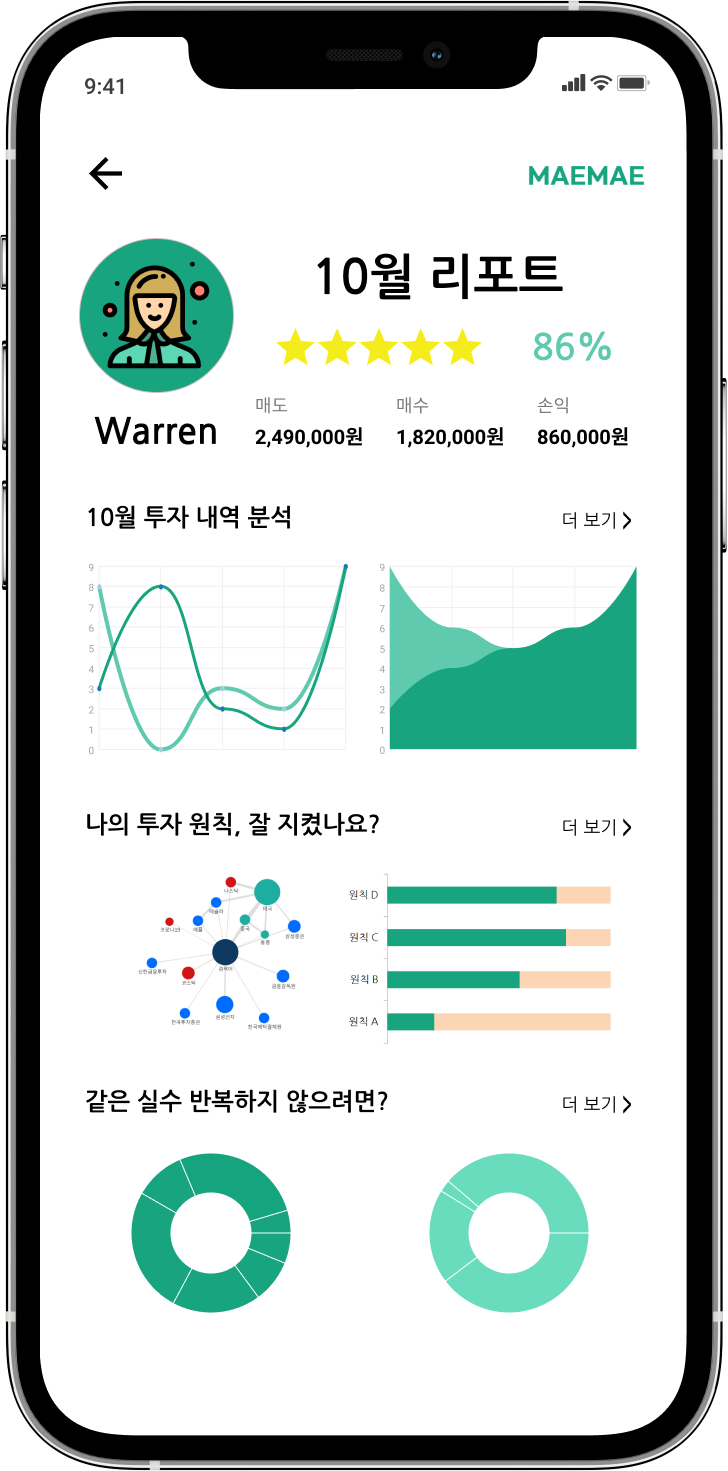 9:41
MAEMAE
10월 리포트
86%
Warren
매도 매수 손익
2,490,000원 1,820,000원 860,000원
10월 투자 내역 분석 더 보기
9 9
8 8
7 7
6 6
5 5
4 4
3 3
2 2
1 1
0 0
나의 투자 원칙, 잘 지켰나요? 더 보기
나스닥
미국
테슬라
코로나19
애플
중국
홍콩
삼성증권
신한금융투자
코스닥
금융감독원
한국투자증권
삼성전자
한국예탁결제원
원칙 D
원칙 C
원칙 B
원칙 A
같은 실수 반복하지 않으려면? 더 보기